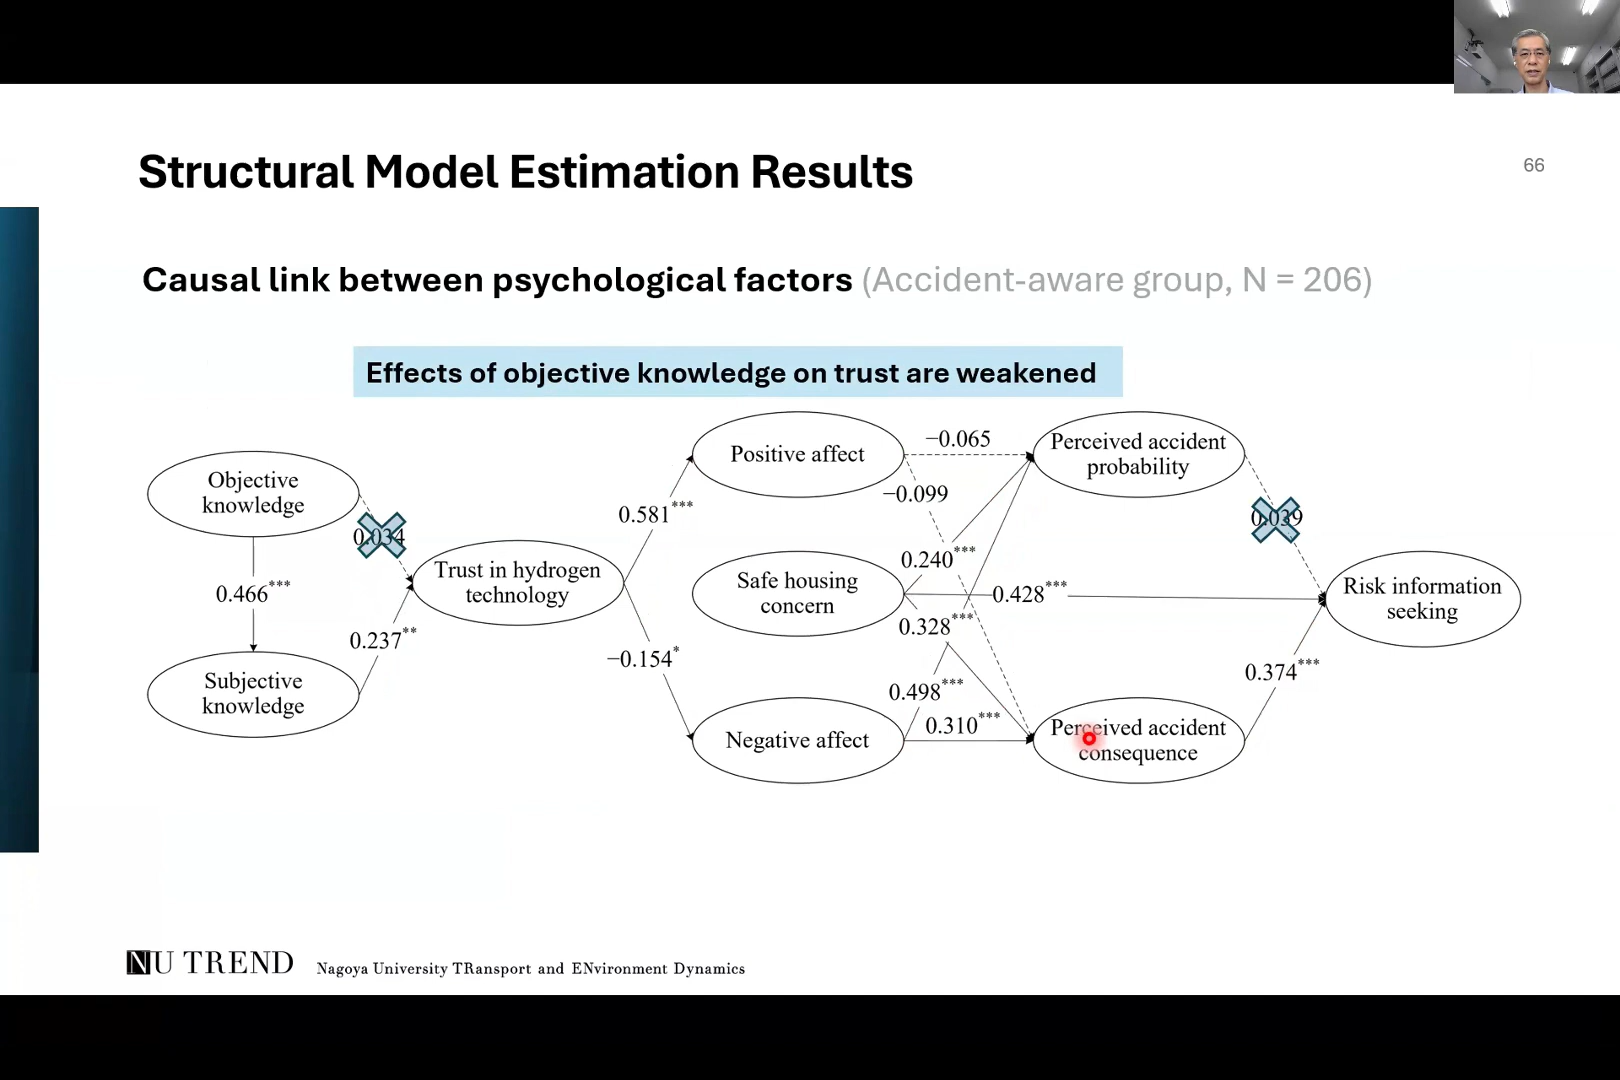 66
Structural Model Estimation Results
Causal link between psychological factors (Accident-aware group, N = 206)
Effects of objective knowledge on trust are weakened
Objective
knowledge
0.034
0.466***
0.237**
Subjective
knowledge
Trust in hydrogen
technology
0.581***
−0.154*
Positive affect
Safe housing
concern
Negative affect
−0.065
−0.099
0.240***
0.428***
0.328***
0.498***
0.310***
Perceived accident
probability
Perceived accident
consequence
0.039
0.374***
Risk information
seeking
NU TREND
Nagoya University TRansport and ENvironment Dynamics